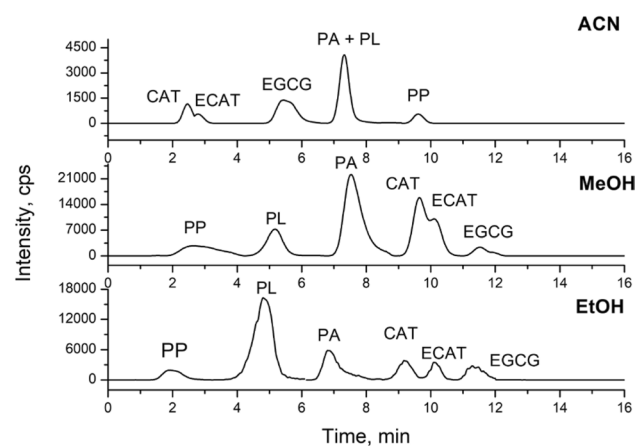 ACN
PA + PL
4500
3000
1500
0
CAT
ECAT
EGCG
PP
0 2 4 6 8 10 12 14 16
MeOH
21000
14000
7000
0
PP
PL
PA
CAT
ECAT
EGCG
0 2 4 6 8 10 12 14 16
EtOH
18000
12000
6000
0
PP
PL
PA
CAT
ECAT
EGCG
0 2 4 6 8 10 12 14 16
Intensity, cps
Time, min